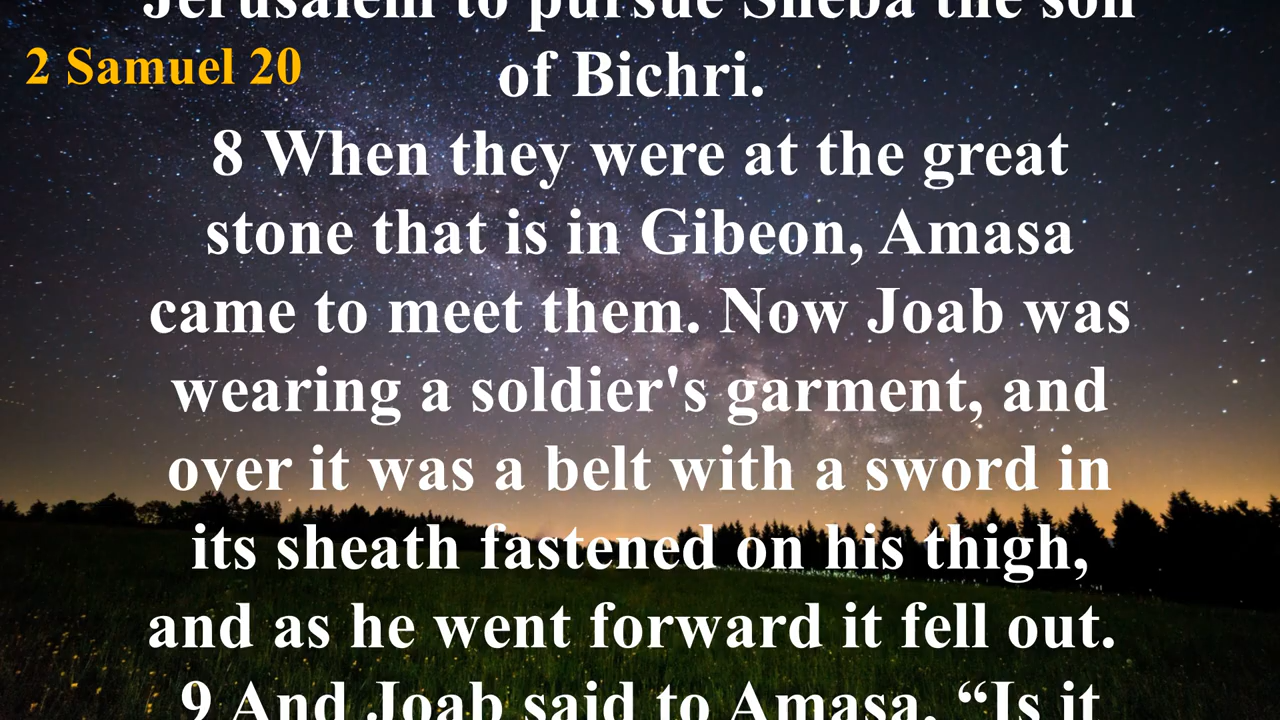 Jerusalem to pursue Sheba the son
2 Samuel 20
of Bichri.
8 When they were at the great
stone that is in Gibeon, Amasa
came to meet them. Now Joab was
wearing a soldier's garment, and
over it was a belt with a sword in
its sheath fastened on his thigh,
and as he went forward it fell out.
9 And Joab said to Amasa, “Is it